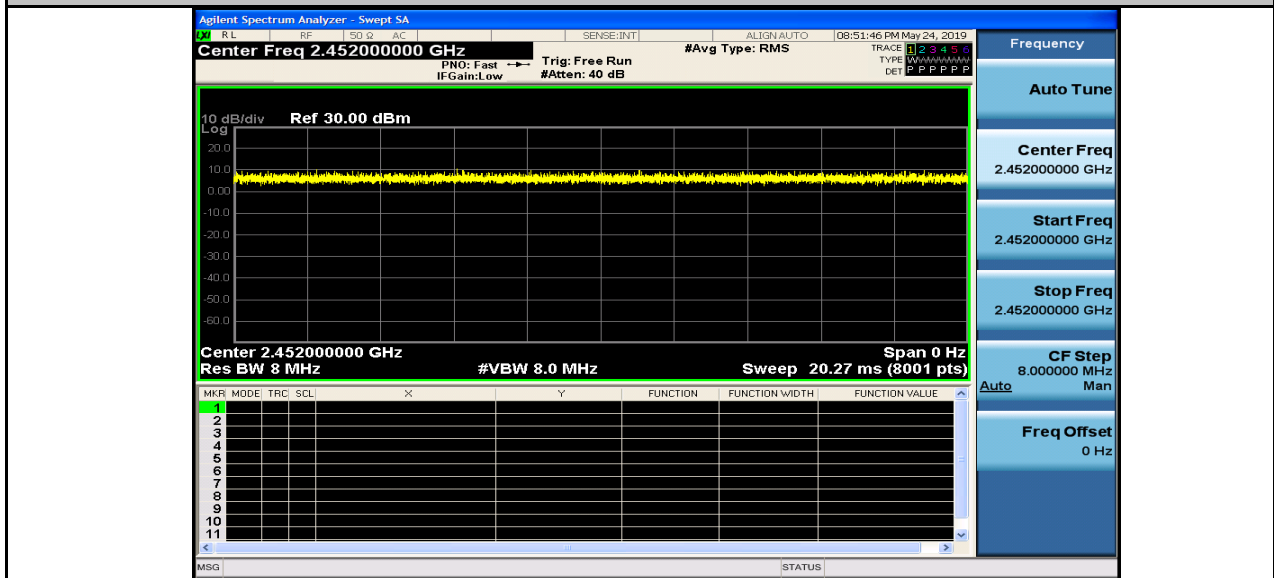 Agilent Spectrum Analyzer - Swept SA
LXI RL RF 50 Ω AC SENSE:INT ALIGN AUTO 08:51:46 PM May 24, 2019
Center Freq 2.452000000 GHz #Avg Type: RMS TRACE 1 2 3 4 5 6
PNO: Fast Trig: Free Run TYPE WWWWWW
IFGain:Low #Atten: 40 dB DET P P P P P P
10 dB/div Ref 30.00 dBm
Log
20.0
10.0
0.00
-10.0
-20.0
-30.0
-40.0
-50.0
-60.0
Center 2.452000000 GHz Span 0 Hz
Res BW 8 MHz #VBW 8.0 MHz Sweep 20.27 ms (8001 pts)
MKR MODE TRC SCL X Y FUNCTION FUNCTION WIDTH FUNCTION VALUE
1
2
3
4
5
6
7
8
9
10
11
MSG STATUS
Frequency
Auto Tune
Center Freq
2.452000000 GHz
Start Freq
2.452000000 GHz
Stop Freq
2.452000000 GHz
CF Step
8.000000 MHz
Auto Man
Freq Offset
0 Hz